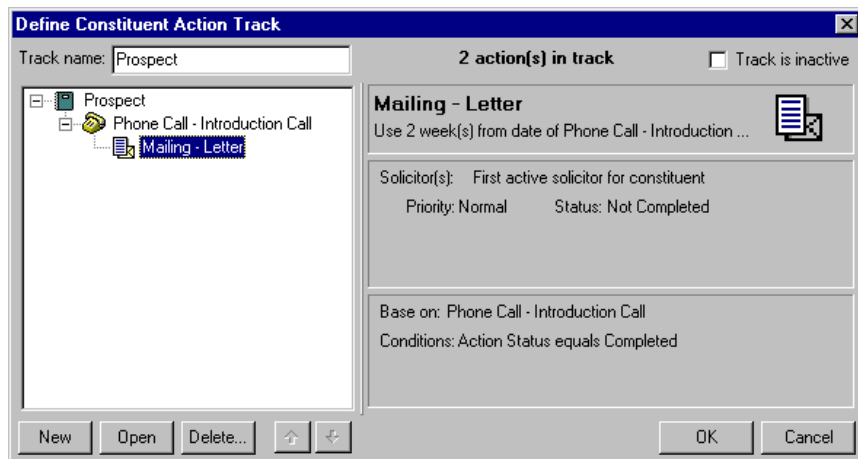 Define Constituent Action Track
Track name: Prospect
2 action(s) in track
Track is inactive
Prospect
Phone Call - Introduction Call
Mailing - Letter
Mailing - Letter
Use 2 week(s) from date of Phone Call - Introduction ...
Solicitor(s): First active solicitor for constituent
Priority: Normal Status: Not Completed
Base on: Phone Call - Introduction Call
Conditions: Action Status equals Completed
New Open Delete... OK Cancel